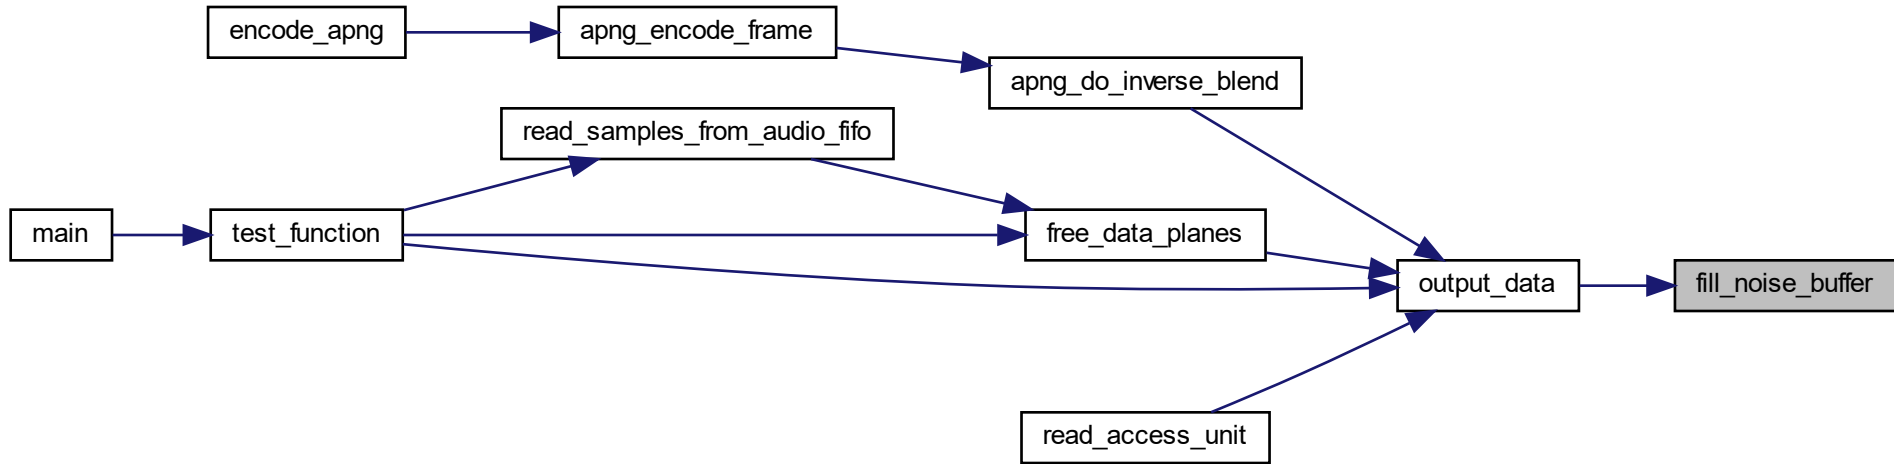 encode_apng
apng_encode_frame
apng_do_inverse_blend
read_samples_from_audio_fifo
main
test_function
free_data_planes
output_data
fill_noise_buffer
read_access_unit